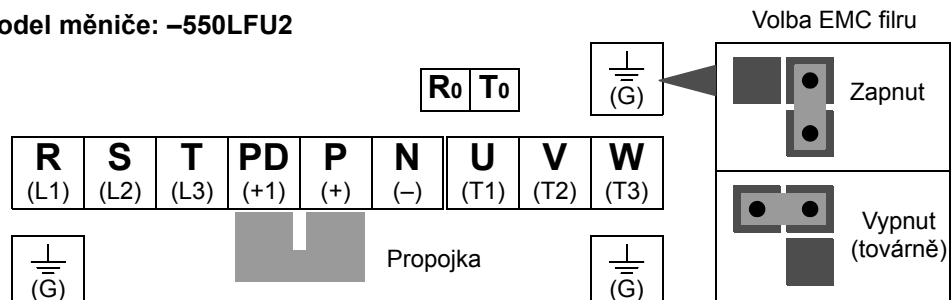 odel měniče: –550LFU2
Volba EMC filru
R0 T0
(G)
Zapnut
R S T PD P N U V W
(L1) (L2) (L3) (+1) (+) (–) (T1) (T2) (T3)
Vypnut
(továrně)
Propojka
(G) (G)